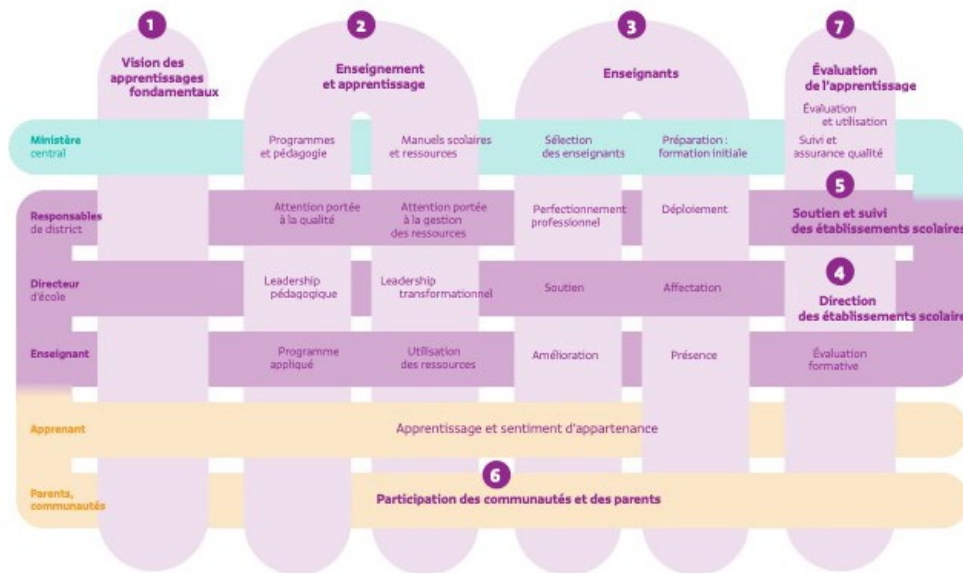 1
2
3
7
Vision des
apprentissages
fondamentaux
Enseignement
et apprentissage
Enseignants
Évaluation
de l'apprentissage
Évaluation
et utilisation
Ministère
central
Programmes
et pédagogie
Manuels scolaires
et ressources
Sélection
des enseignants
Préparation :
formation initiale
Suivi et
assurance qualité
5
Responsables
de district
Attention portée
à la qualité
Attention portée
à la gestion
des ressources
Perfectionnement
professionnel
Déploiement
Soutien et suivi
des établissements scolaires
4
Directeur
d'école
Leadership
pédagogique
Leadership
transformationnel
Soutien
Affectation
Direction
des établissements scolaire
Enseignant
Programme
appliqué
Utilisation
des ressources
Amélioration
Présence
Évaluation
formative
Apprenant
Apprentissage et sentiment d'appartenance
6
Parents,
communautés
Participation des communautés et des parents